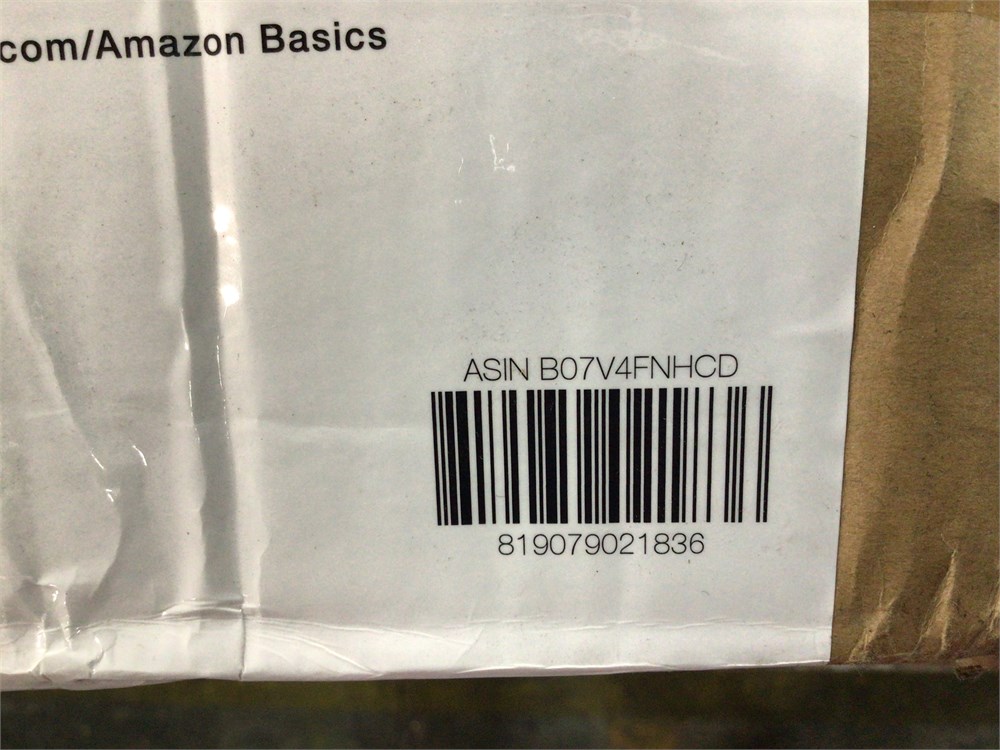 .com/Amazon Basics
ASIN B07V4FNHCD
819079021836